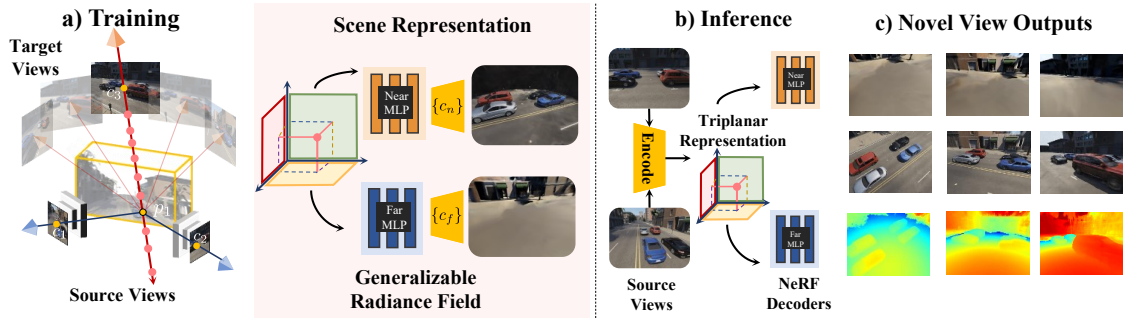 a) Training
Target
Views
c3
p1
c1
c2
Source Views
Scene Representation
Near
MLP
{cn}
Far
MLP
{cf}
Generalizable
Radiance Field
b) Inference
Encode
Triplanar
Representation
Near
MLP
Far
MLP
Source
Views
NeRF
Decoders
c) Novel View Outputs